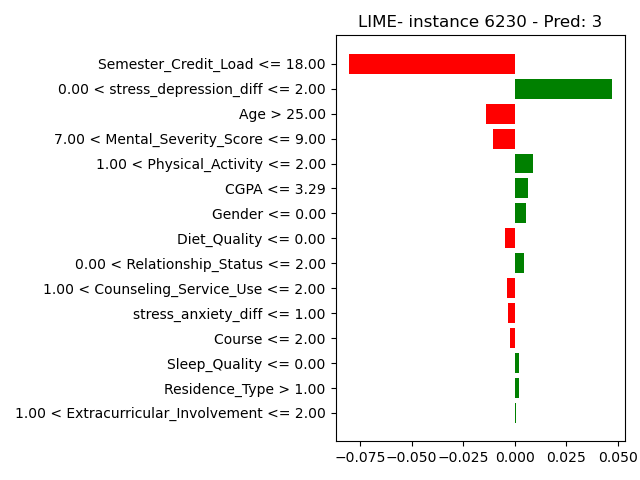 LIME- instance 6230 - Pred: 3
Semester_Credit_Load <= 18.00
0.00 < stress_depression_diff <= 2.00
Age > 25.00
7.00 < Mental_Severity_Score <= 9.00
1.00 < Physical_Activity <= 2.00
CGPA <= 3.29
Gender <= 0.00
Diet_Quality <= 0.00
0.00 < Relationship_Status <= 2.00
1.00 < Counseling_Service_Use <= 2.00
stress_anxiety_diff <= 1.00
Course <= 2.00
Sleep_Quality <= 0.00
Residence_Type > 1.00
1.00 < Extracurricular_Involvement <= 2.00
−0.075 −0.050 −0.025 0.000 0.025 0.050